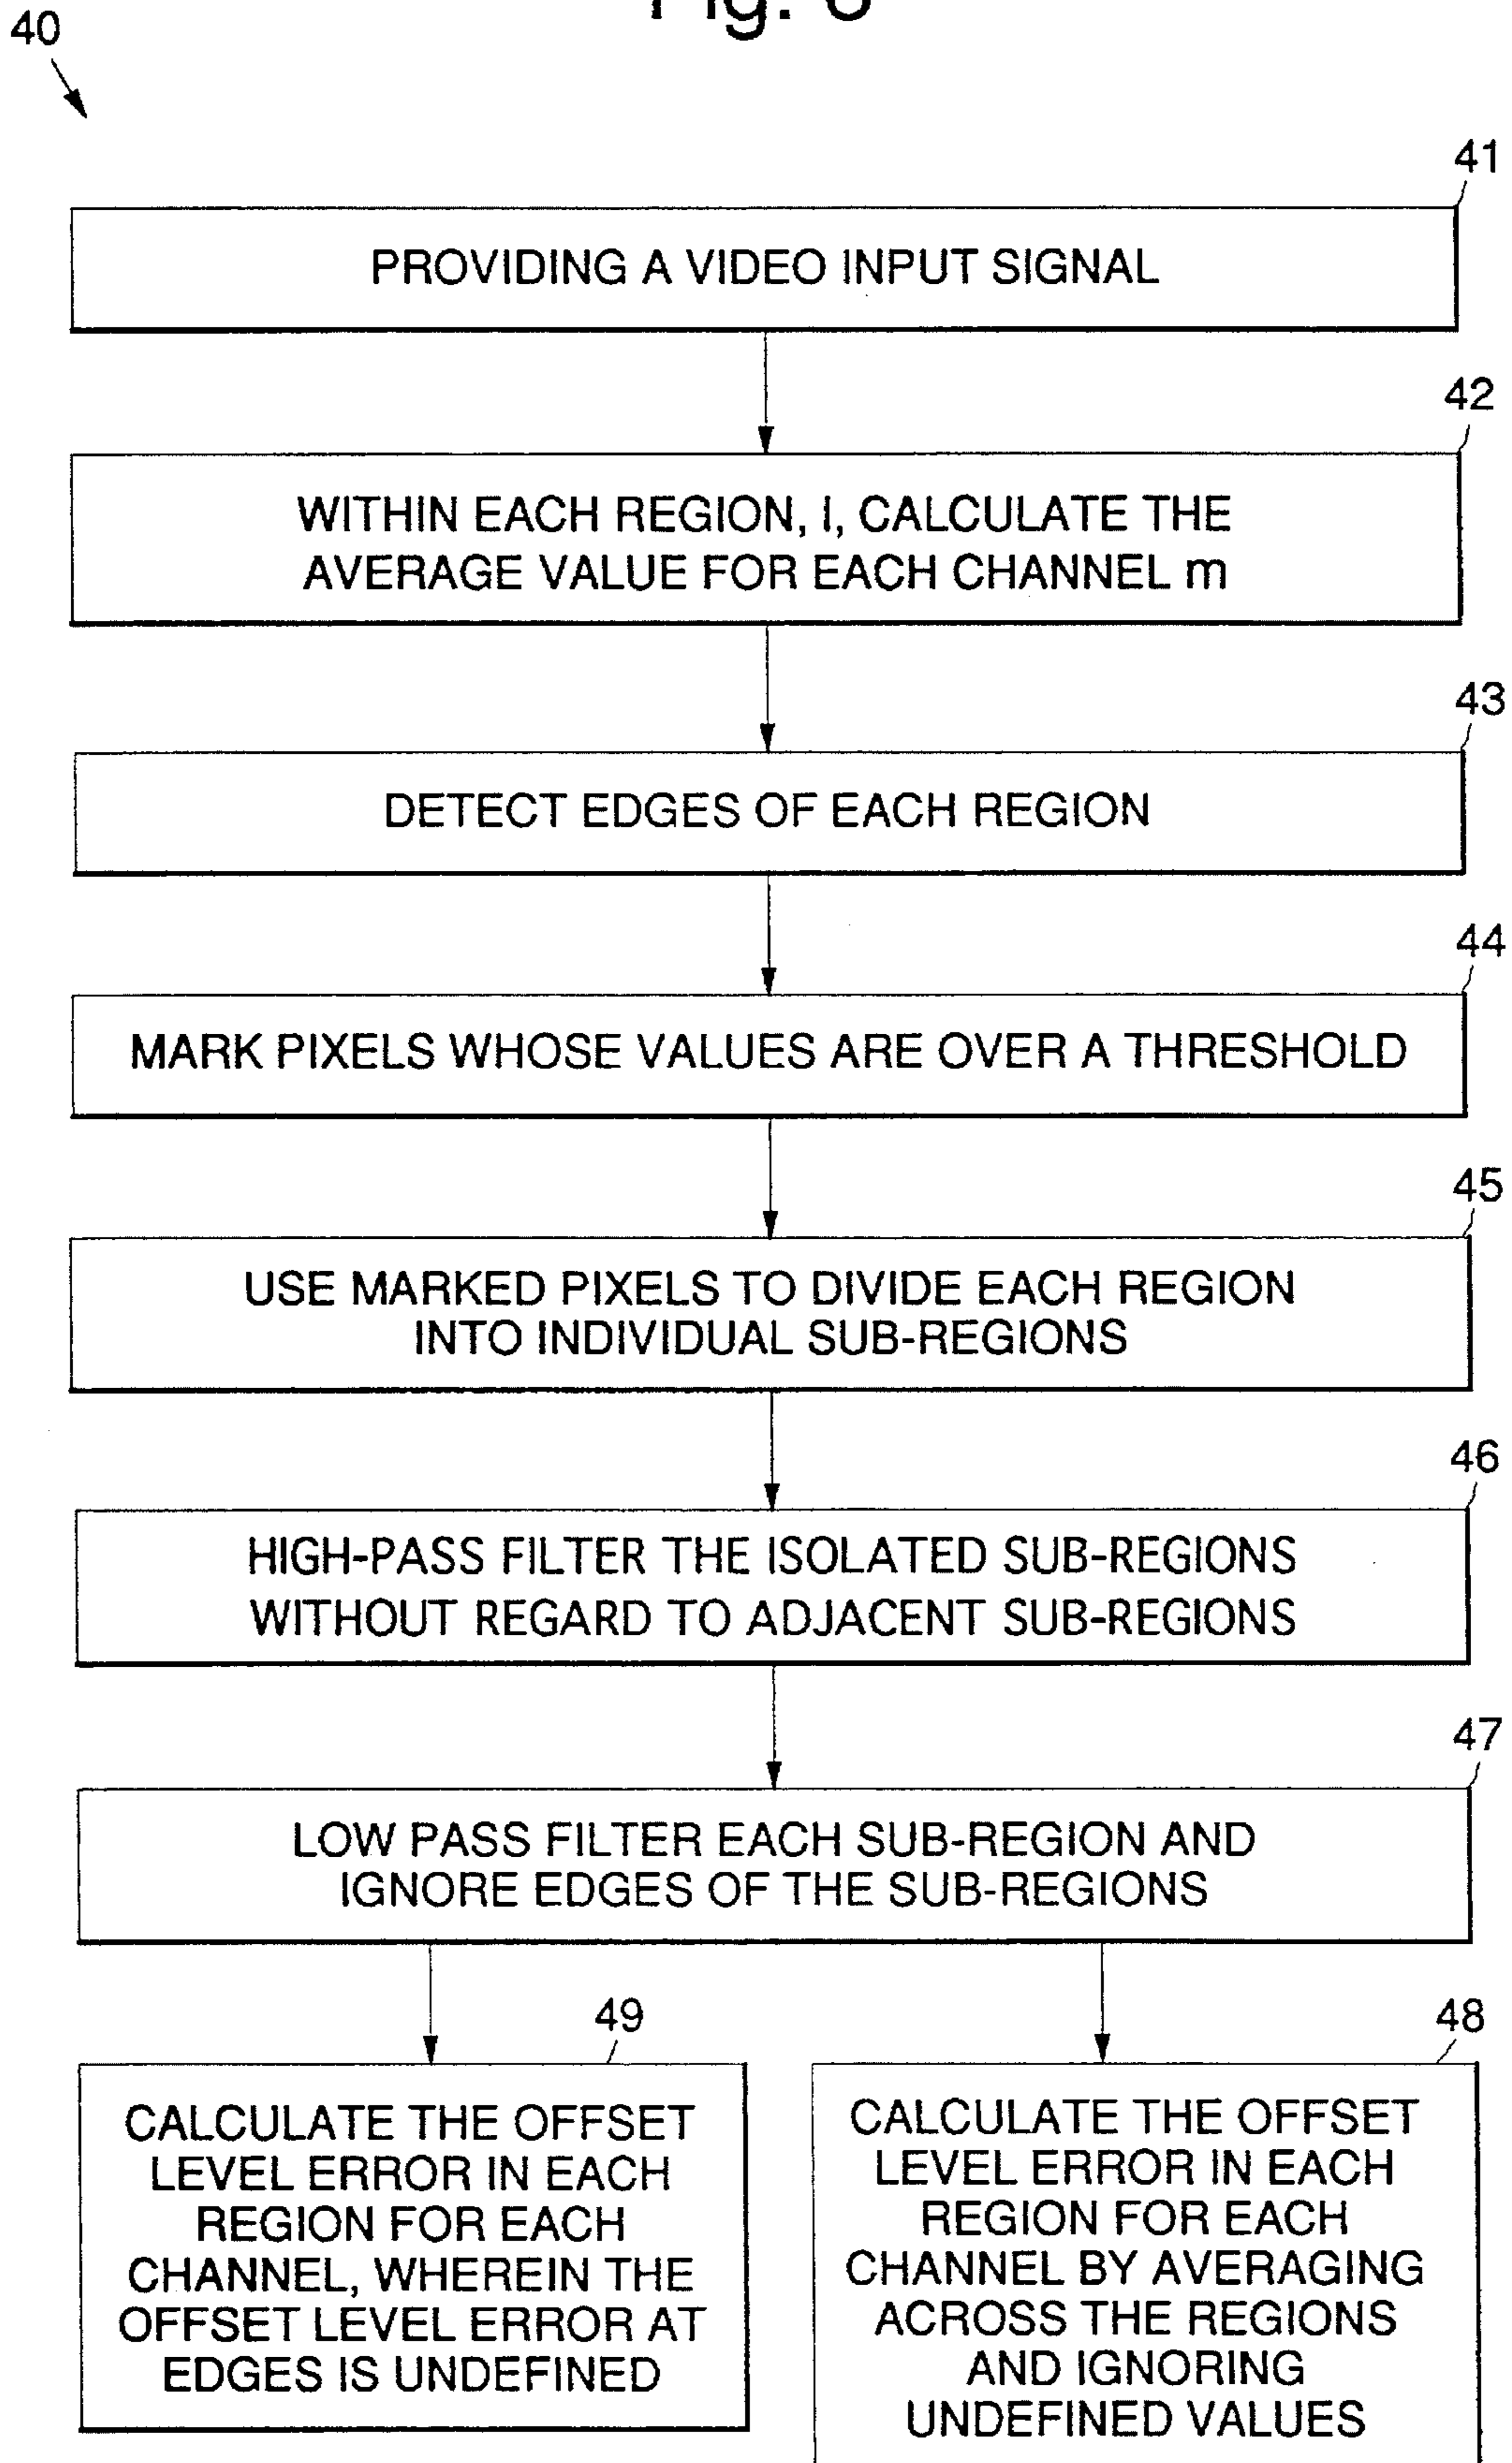 40
41
PROVIDING A VIDEO INPUT SIGNAL
42
WITHIN EACH REGION, I, CALCULATE THE
AVERAGE VALUE FOR EACH CHANNEL m
43
DETECT EDGES OF EACH REGION
44
MARK PIXELS WHOSE VALUES ARE OVER A THRESHOLD
45
USE MARKED PIXELS TO DIVIDE EACH REGION
INTO INDIVIDUAL SUB-REGIONS
46
HIGH-PASS FILTER THE ISOLATED SUB-REGIONS
WITHOUT REGARD TO ADJACENT SUB-REGIONS
47
LOW PASS FILTER EACH SUB-REGION AND
IGNORE EDGES OF THE SUB-REGIONS
49
CALCULATE THE OFFSET
LEVEL ERROR IN EACH
REGION FOR EACH
CHANNEL, WHEREIN THE
OFFSET LEVEL ERROR AT
EDGES IS UNDEFINED
48
CALCULATE THE OFFSET
LEVEL ERROR IN EACH
REGION FOR EACH
CHANNEL BY AVERAGING
ACROSS THE REGIONS
AND IGNORING
UNDEFINED VALUES